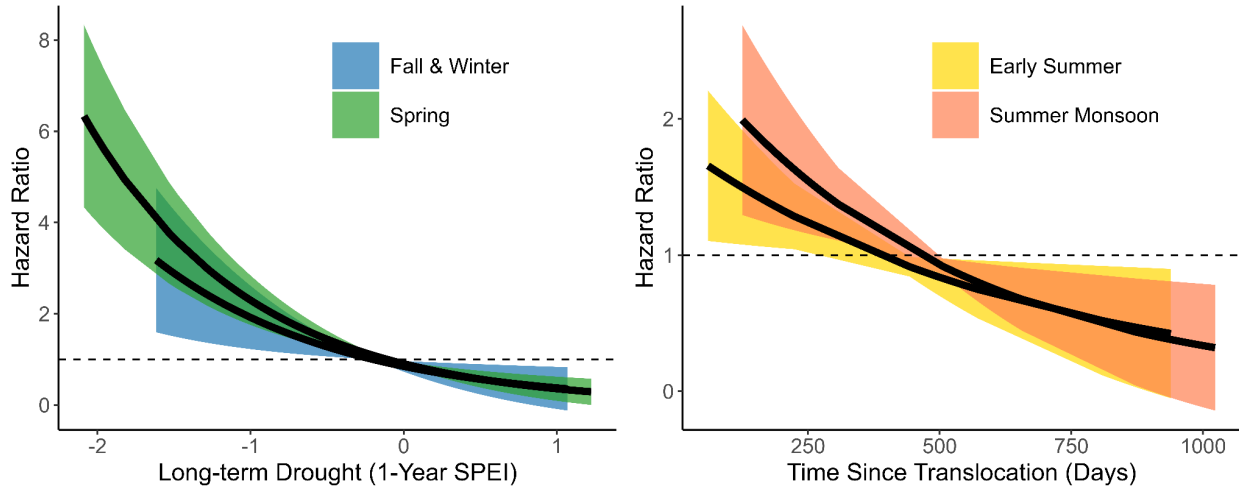 Hazard Ratio
8
6
4
2
0
Fall & Winter
Spring
-2
-1
0
1
Long-term Drought (1-Year SPEI)
Hazard Ratio
2
1
0
Early Summer
Summer Monsoon
250
500
750
1000
Time Since Translocation (Days)